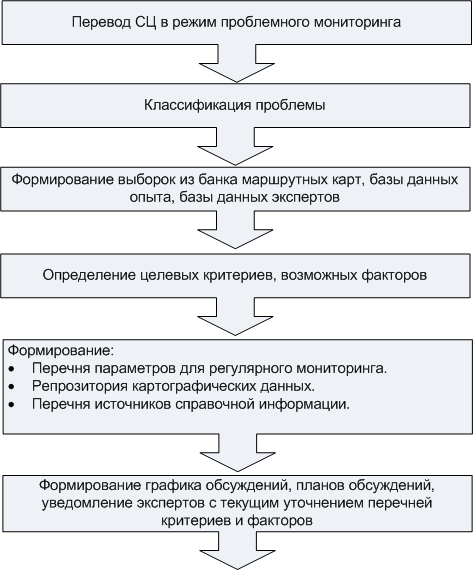 Перевод СЦ в режим проблемного мониторинга
Классификация проблемы
Формирование выборок из банка маршрутных карт, базы данных
опыта, базы данных экспертов
Определение целевых критериев, возможных факторов
Формирование:
• Перечня параметров для регулярного мониторинга.
• Репрозитория картографических данных.
• Перечня источников справочной информации.
Формирование графика обсуждений, планов обсуждений,
уведомление экспертов с текущим уточнением перечней
критериев и факторов